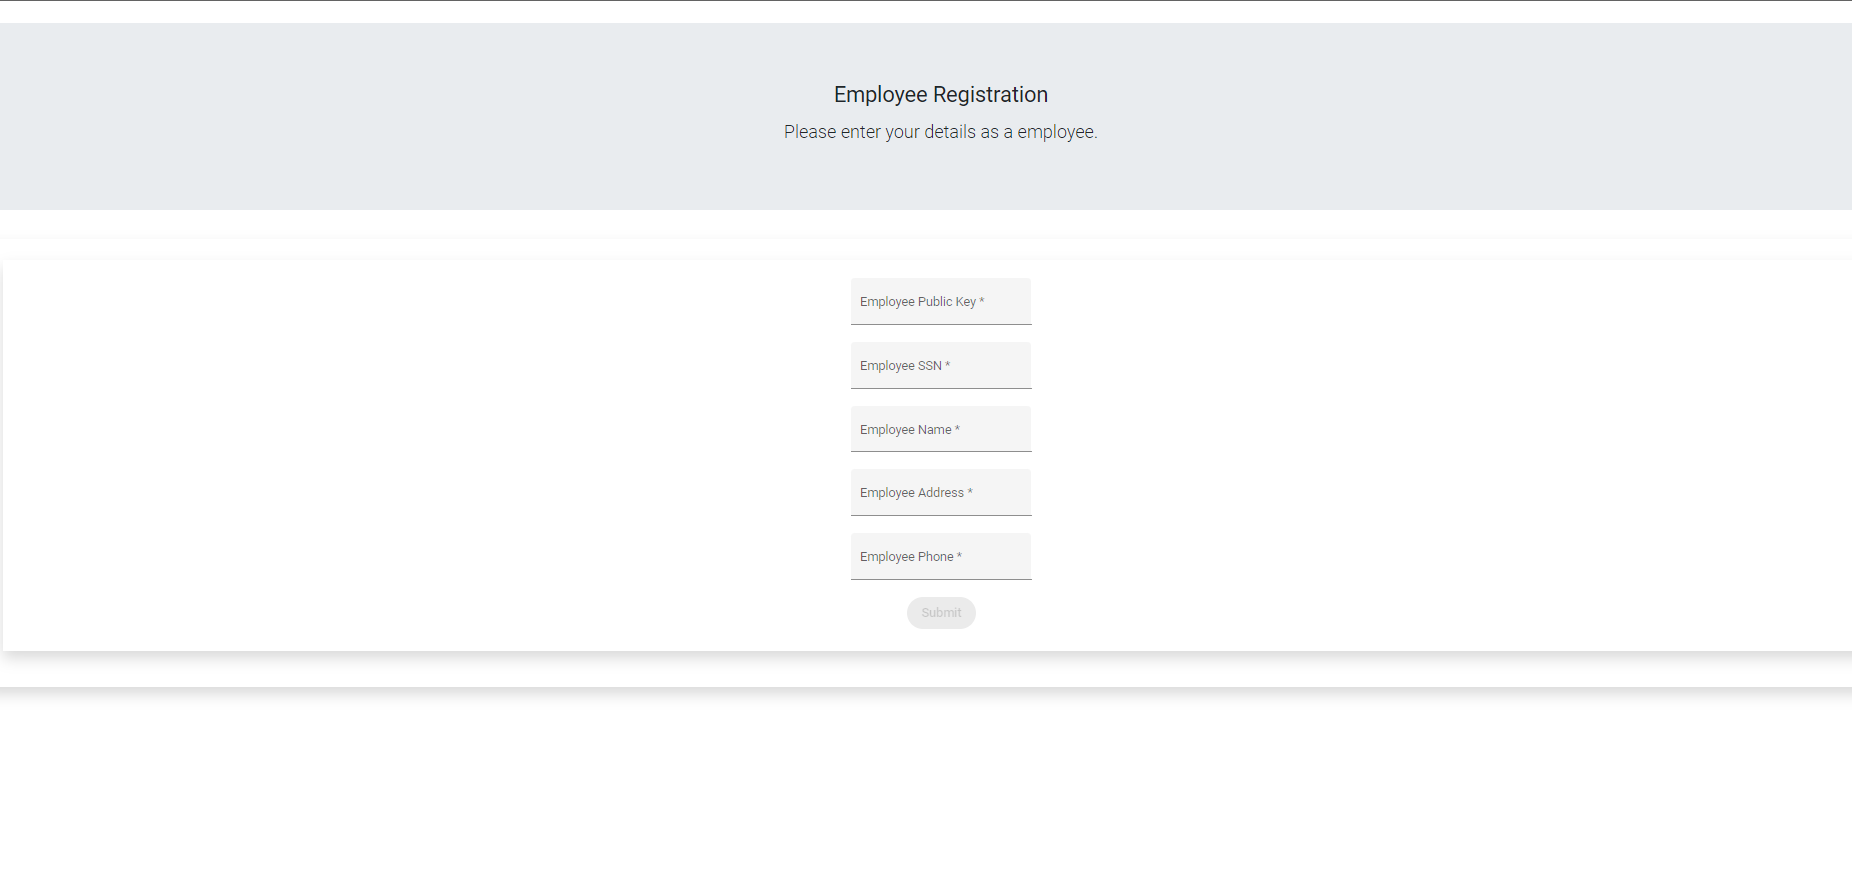 Employee Registration
Please enter your details as a employee.
Employee Public Key *
Employee SSN *
Employee Name *
Employee Address *
Employee Phone *
Submit